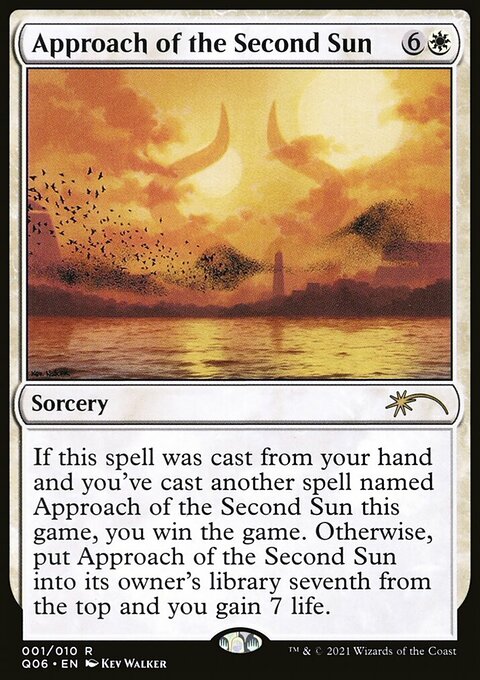 Approach of the Second Sun 6
Sorcery
If this spell was cast from your hand
and you've cast another spell named
Approach of the Second Sun this
game, you win the game. Otherwise,
put Approach of the Second Sun
into its owner's library seventh from
the top and you gain 7 life.
001/010 R
Q06 • EN Kev Walker
™ & © 2021 Wizards of the Coast